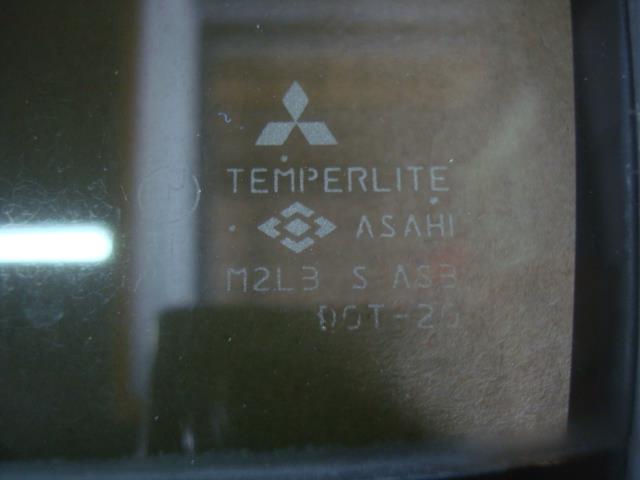 TEMPERLITE
ASAHI
M2L3 S AS3
DOT-20